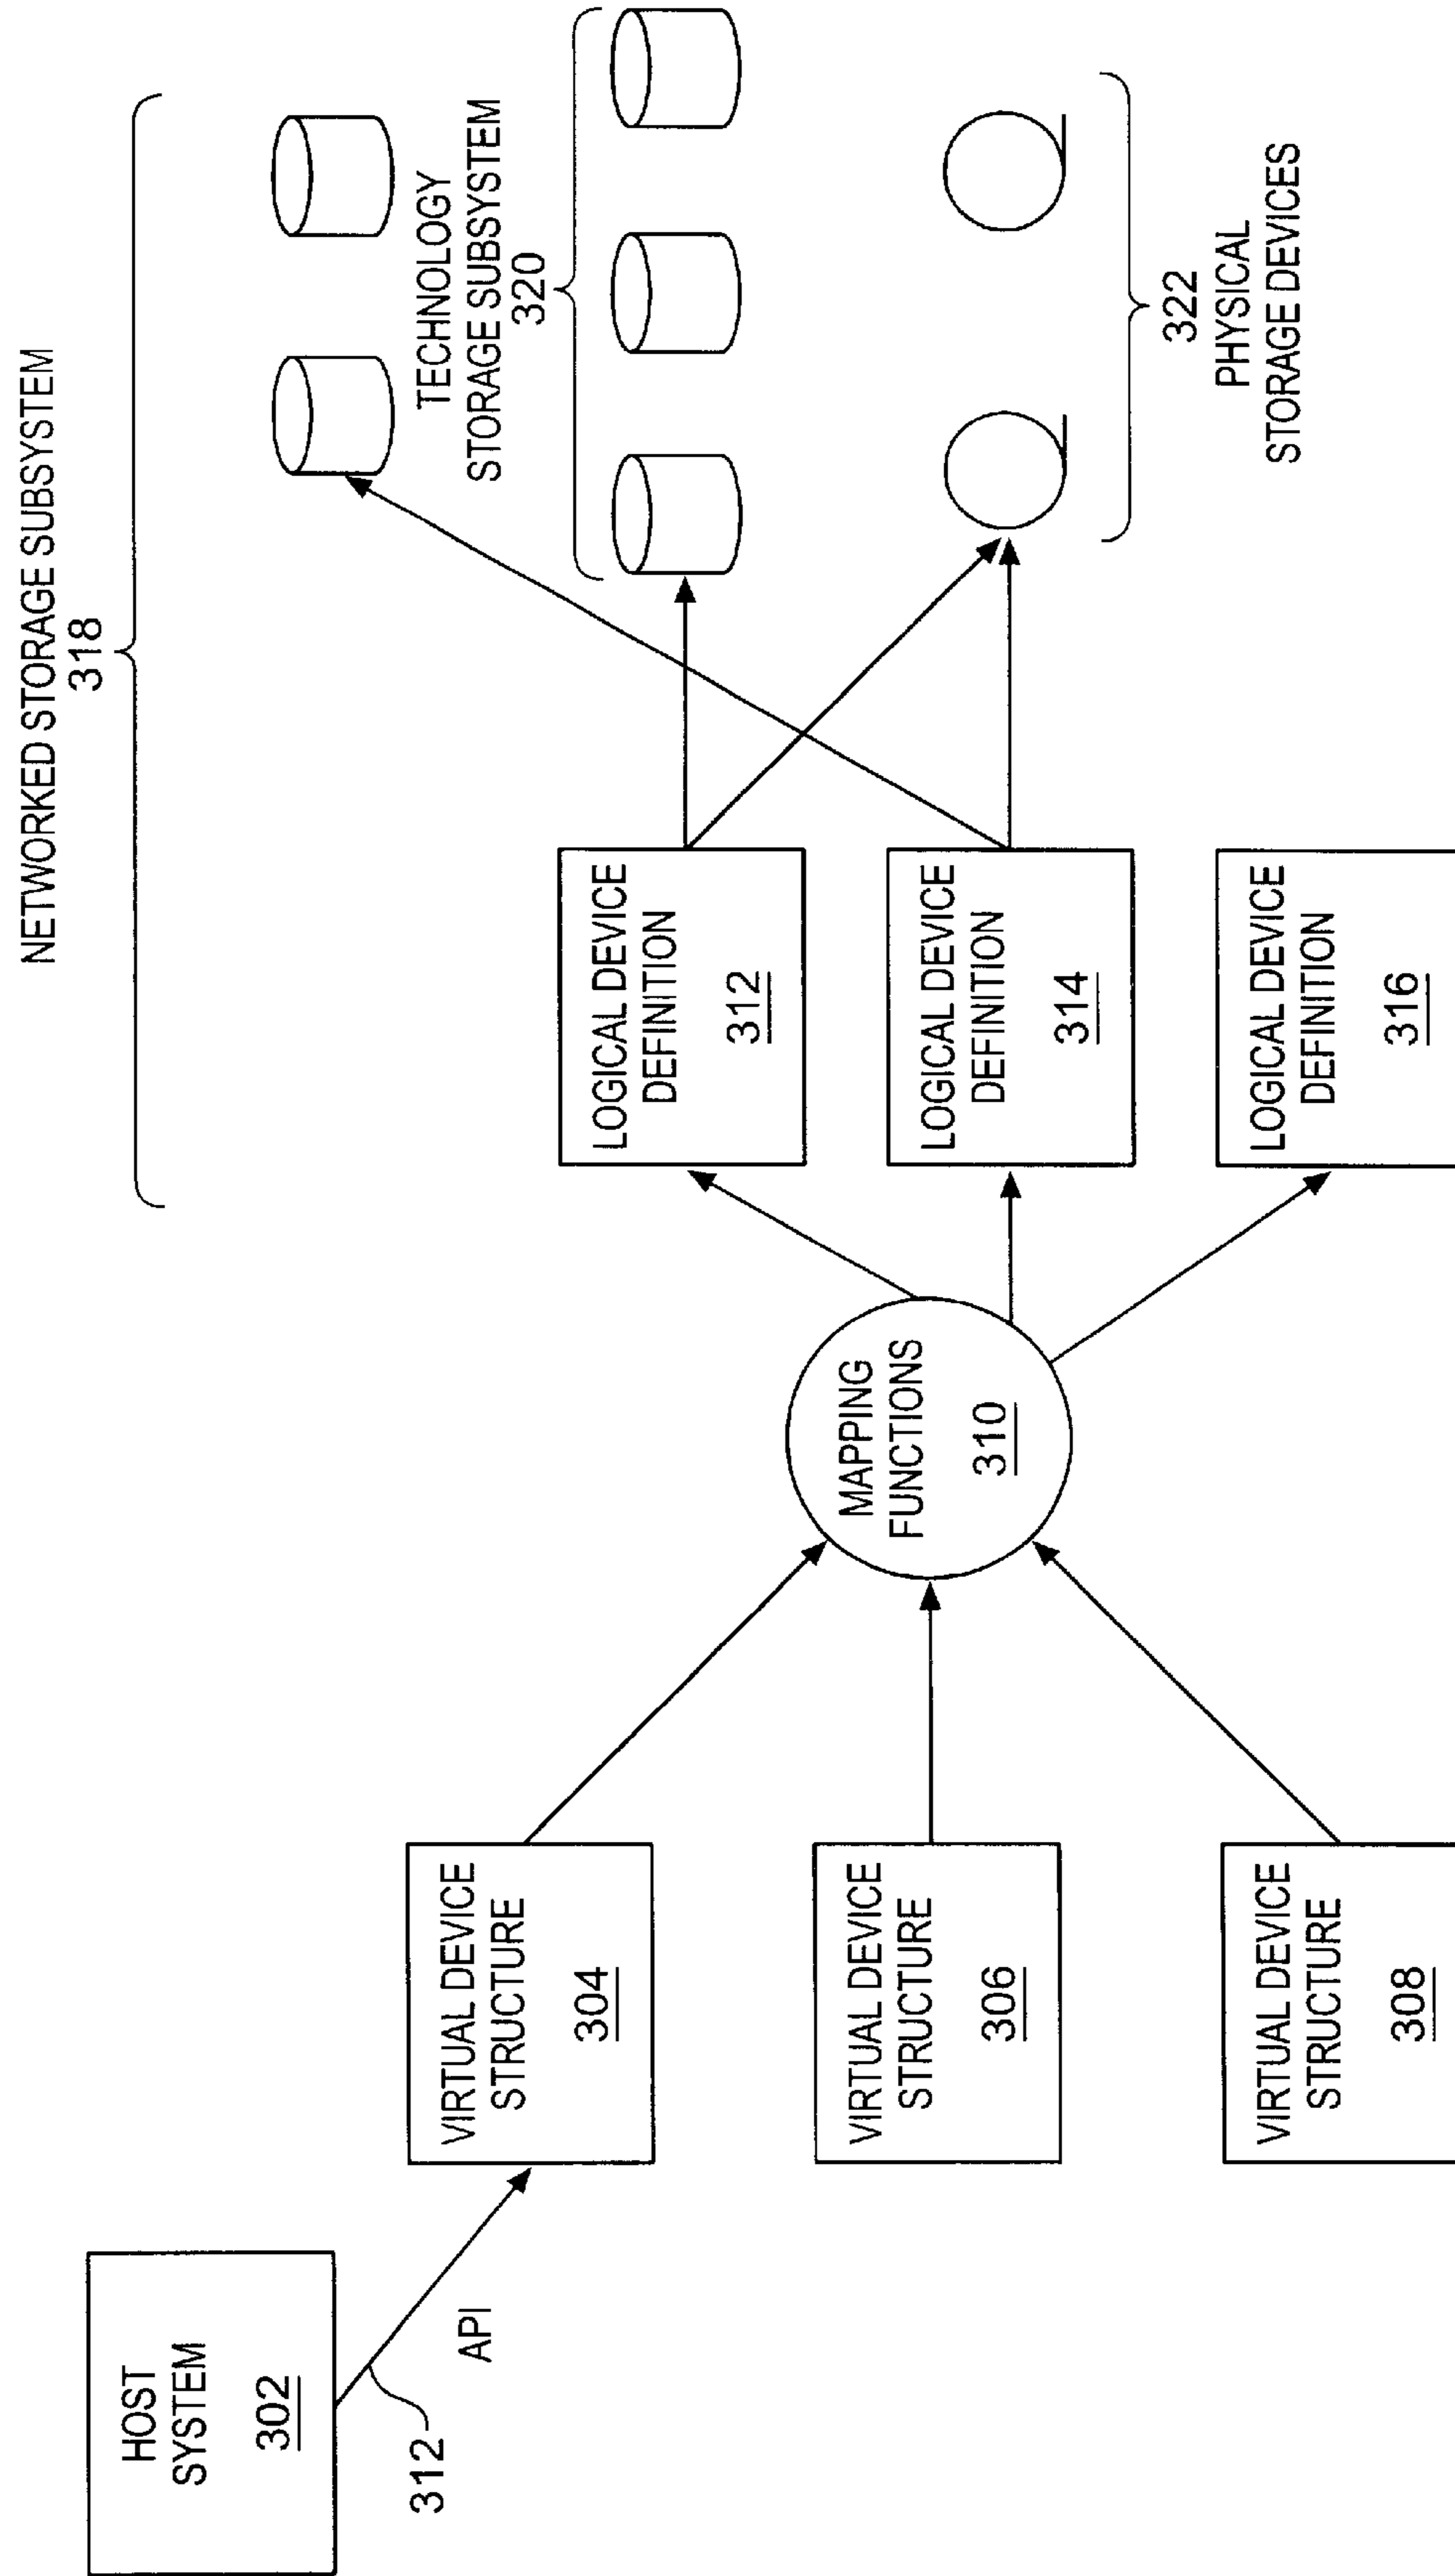 NETWORKED STORAGE SUBSYSTEM
318
HOST
SYSTEM
302
312
API
VIRTUAL DEVICE
STRUCTURE
304
VIRTUAL DEVICE
STRUCTURE
306
VIRTUAL DEVICE
STRUCTURE
308
MAPPING
FUNCTIONS
310
LOGICAL DEVICE
DEFINITION
312
LOGICAL DEVICE
DEFINITION
314
LOGICAL DEVICE
DEFINITION
316
TECHNOLOGY
STORAGE SUBSYSTEM
320
322
PHYSICAL
STORAGE DEVICES